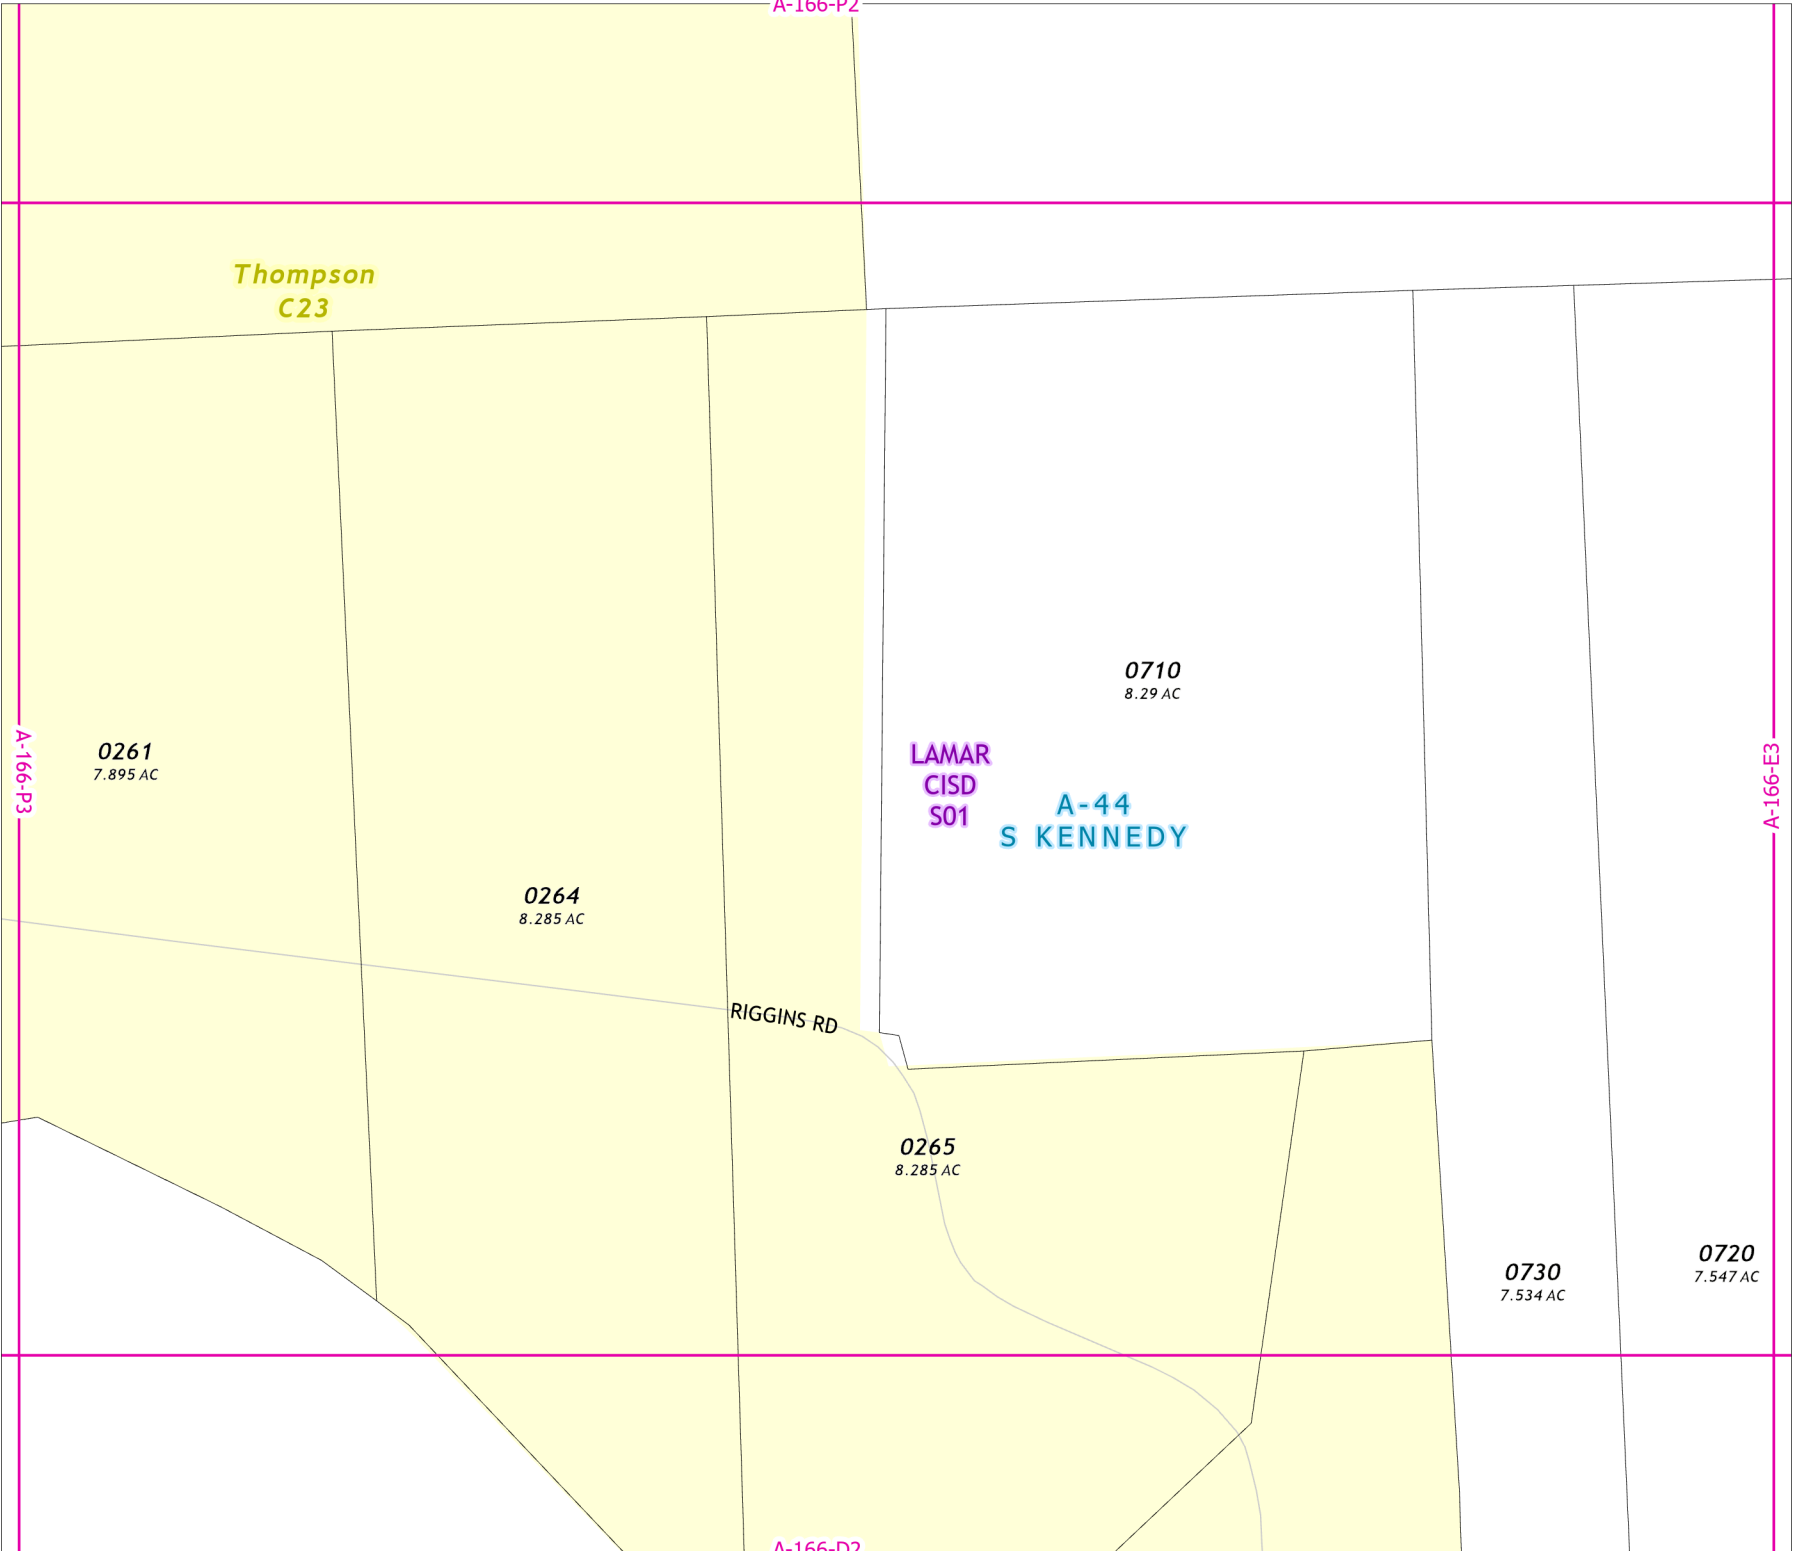 A-166-P2
Thompson
C23
0710
8.29 AC
0261
7.895 AC
A-166-P3
LAMAR
CISD
S01
A-44
S KENNEDY
A-166-E3
0264
8.285 AC
RIGGINS RD
0265
8.285 AC
0730
7.534 AC
0720
7.547 AC
A-166-D2